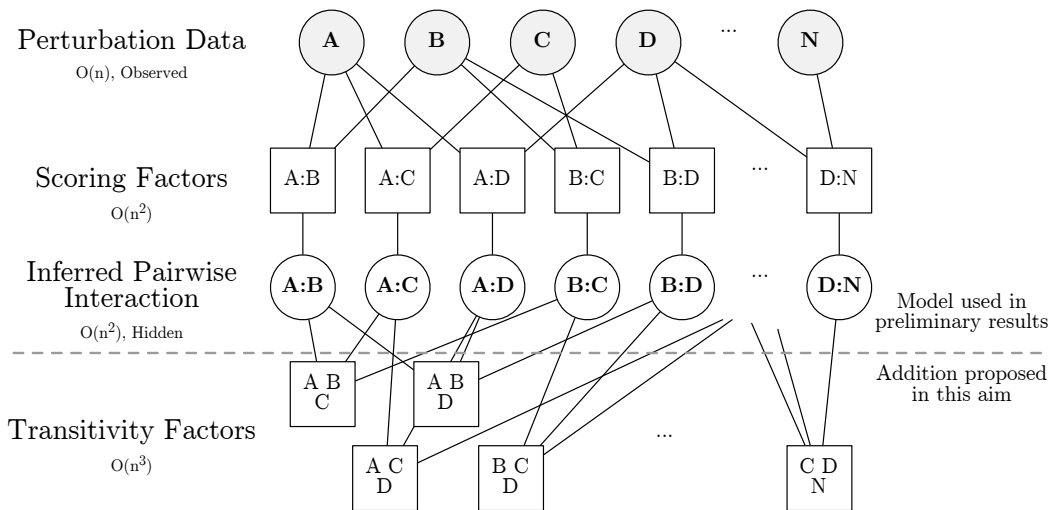 Perturbation Data
O(n), Observed
A
B
C
D
...
N
Scoring Factors
O(n²)
A:B
A:C
A:D
B:C
B:D
...
D:N
Inferred Pairwise
Interaction
O(n²), Hidden
A:B
A:C
A:D
B:C
B:D
...
D:N
Model used in
preliminary results
Addition proposed
in this aim
Transitivity Factors
O(n³)
A B
C
A B
D
A C
D
B C
D
...
C D
N